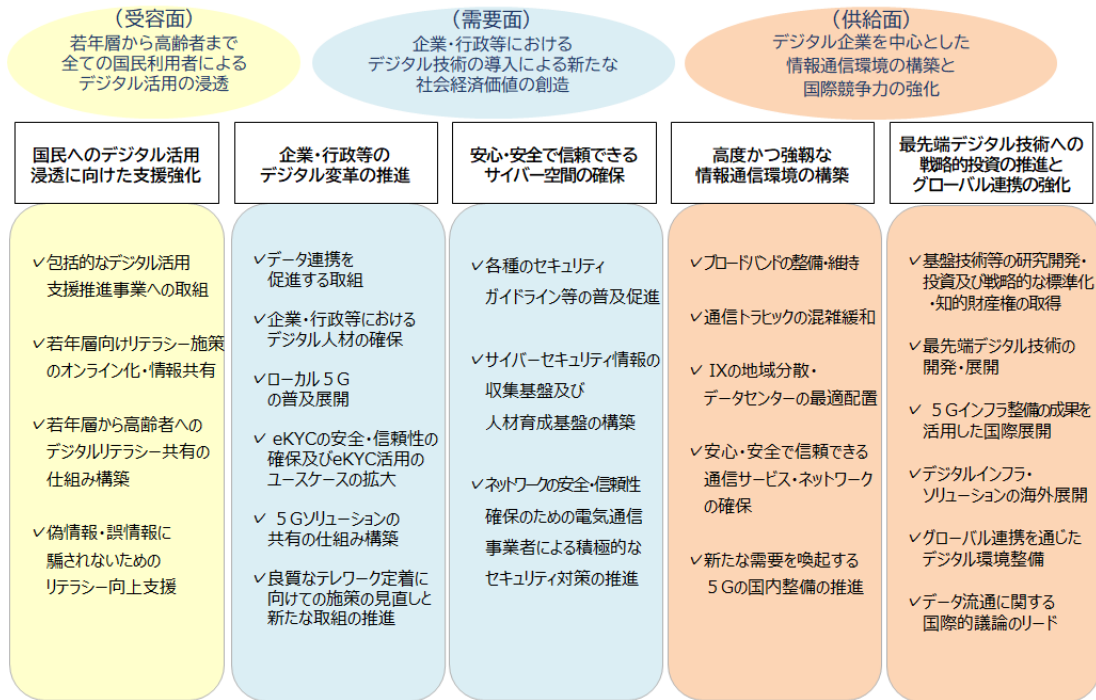 (受容面)
若年層から高齢者まで
全ての国民利用者による
デジタル活用の浸透
(需要面)
企業・行政等における
デジタル技術の導入による新たな
社会経済価値の創造
(供給面)
デジタル企業を中心とした
情報通信環境の構築と
国際競争力の強化
国民へのデジタル活用
浸透に向けた支援強化
企業・行政等の
デジタル変革の推進
安心・安全で信頼できる
サイバー空間の確保
高度かつ強靱な
情報通信環境の構築
最先端デジタル技術への
戦略的投資の推進と
グローバル連携の強化
✓包括的なデジタル活用
支援推進事業への取組
✓若年層向けリテラシー施策
のオンライン化・情報共有
✓若年層から高齢者への
デジタルリテラシー共有の
仕組み構築
✓偽情報・誤情報に
騙されないための
リテラシー向上支援
✓データ連携を
促進する取組
✓企業・行政等における
デジタル人材の確保
✓ローカル5G
の普及展開
✓eKYCの安全・信頼性の
確保及びeKYC活用の
ユースケースの拡大
✓5Gソリューションの
共有の仕組み構築
✓良質なテレワーク定着に
向けての施策の見直しと
新たな取組の推進
✓各種のセキュリティ
ガイドライン等の普及促進
✓サイバーセキュリティ情報の
収集基盤及び
人材育成基盤の構築
✓ネットワークの安全・信頼性
確保のための電気通信
事業者による積極的な
セキュリティ対策の推進
✓ブロードバンドの整備・維持
✓通信トラヒックの混雑緩和
✓IXの地域分散・
データセンターの最適配置
✓安心・安全で信頼できる
通信サービス・ネットワーク
の確保
✓新たな需要を喚起する
5Gの国内整備の推進
✓基盤技術等の研究開発・
投資及び戦略的な標準化
・知的財産権の取得
✓最先端デジタル技術の
開発・展開
✓5Gインフラ整備の成果を
活用した国際展開
✓デジタルインフラ・
ソリューションの海外展開
✓グローバル連携を通じた
デジタル環境整備
✓データ流通に関する
国際的議論のリード